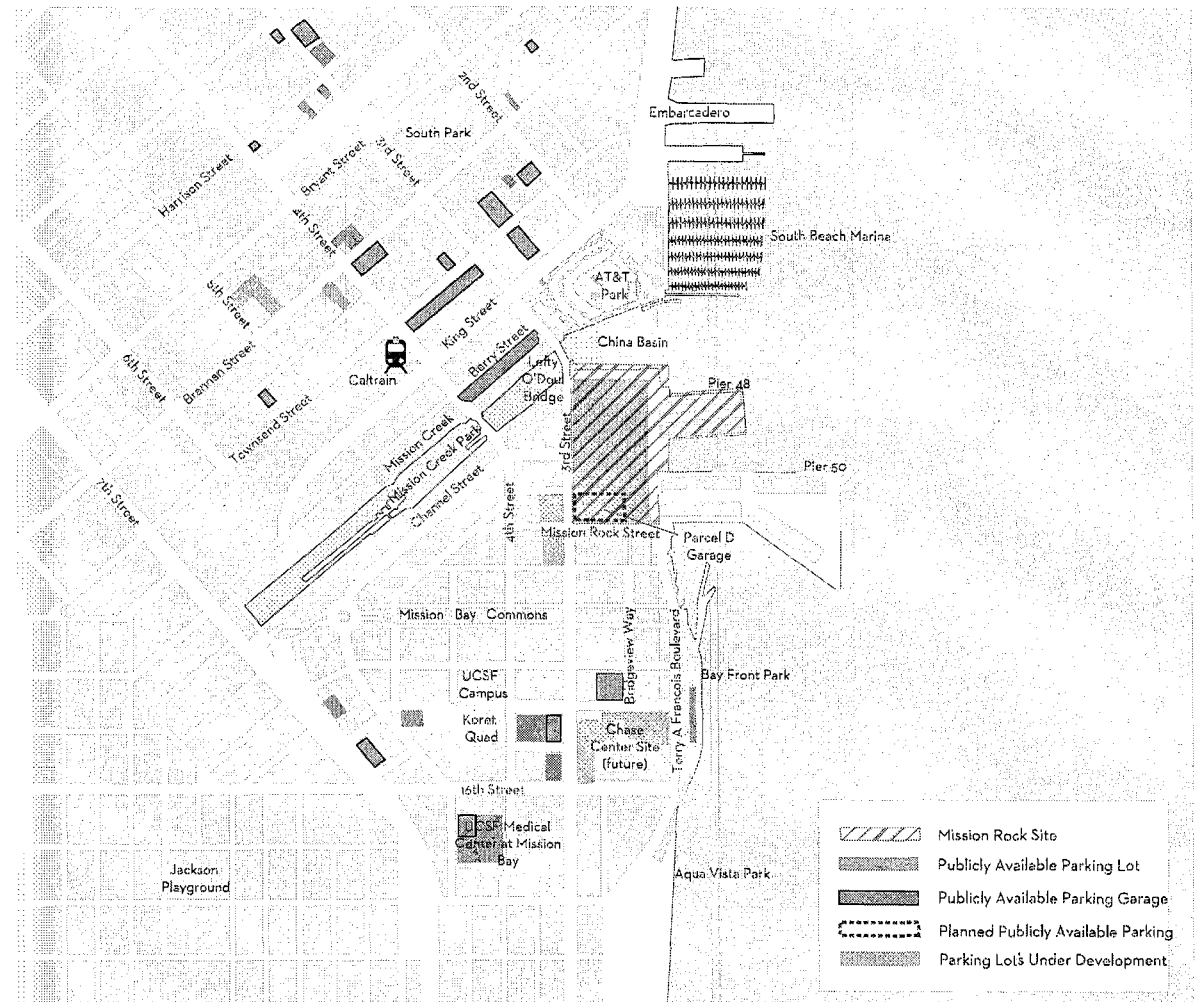 2nd Street
Embarcadero
South Park
3rd Street
Bryant Street
Harrison Street
4th Street
South Beach Marine
AT&T
Park
5th Street
King Street
China Basin
Berry Street
Lefty
O'Doul
Bridge
6th Street
Brennan Street
Caltrain
Pier 48
Townsend Street
Mission Creek
3rd Street
Mission Creek Park
Pier 50
7th Street
Channel Street
4th Street
Mission Rock Street
Parcel D
Garage
Mission Bay Commons
Bridgeview Way
Terry A Francois Boulevard
UCSF
Campus
Bay Front Park
Koret
Quad
Chase
Center Site
(future)
16th Street
UCSF Medical
Center at Mission
Bay
Jackson
Playground
Aqua Vista Park
Mission Rock Site
Publicly Available Parking Lot
Publicly Available Parking Garage
Planned Publicly Available Parking
Parking Lot's Under Development